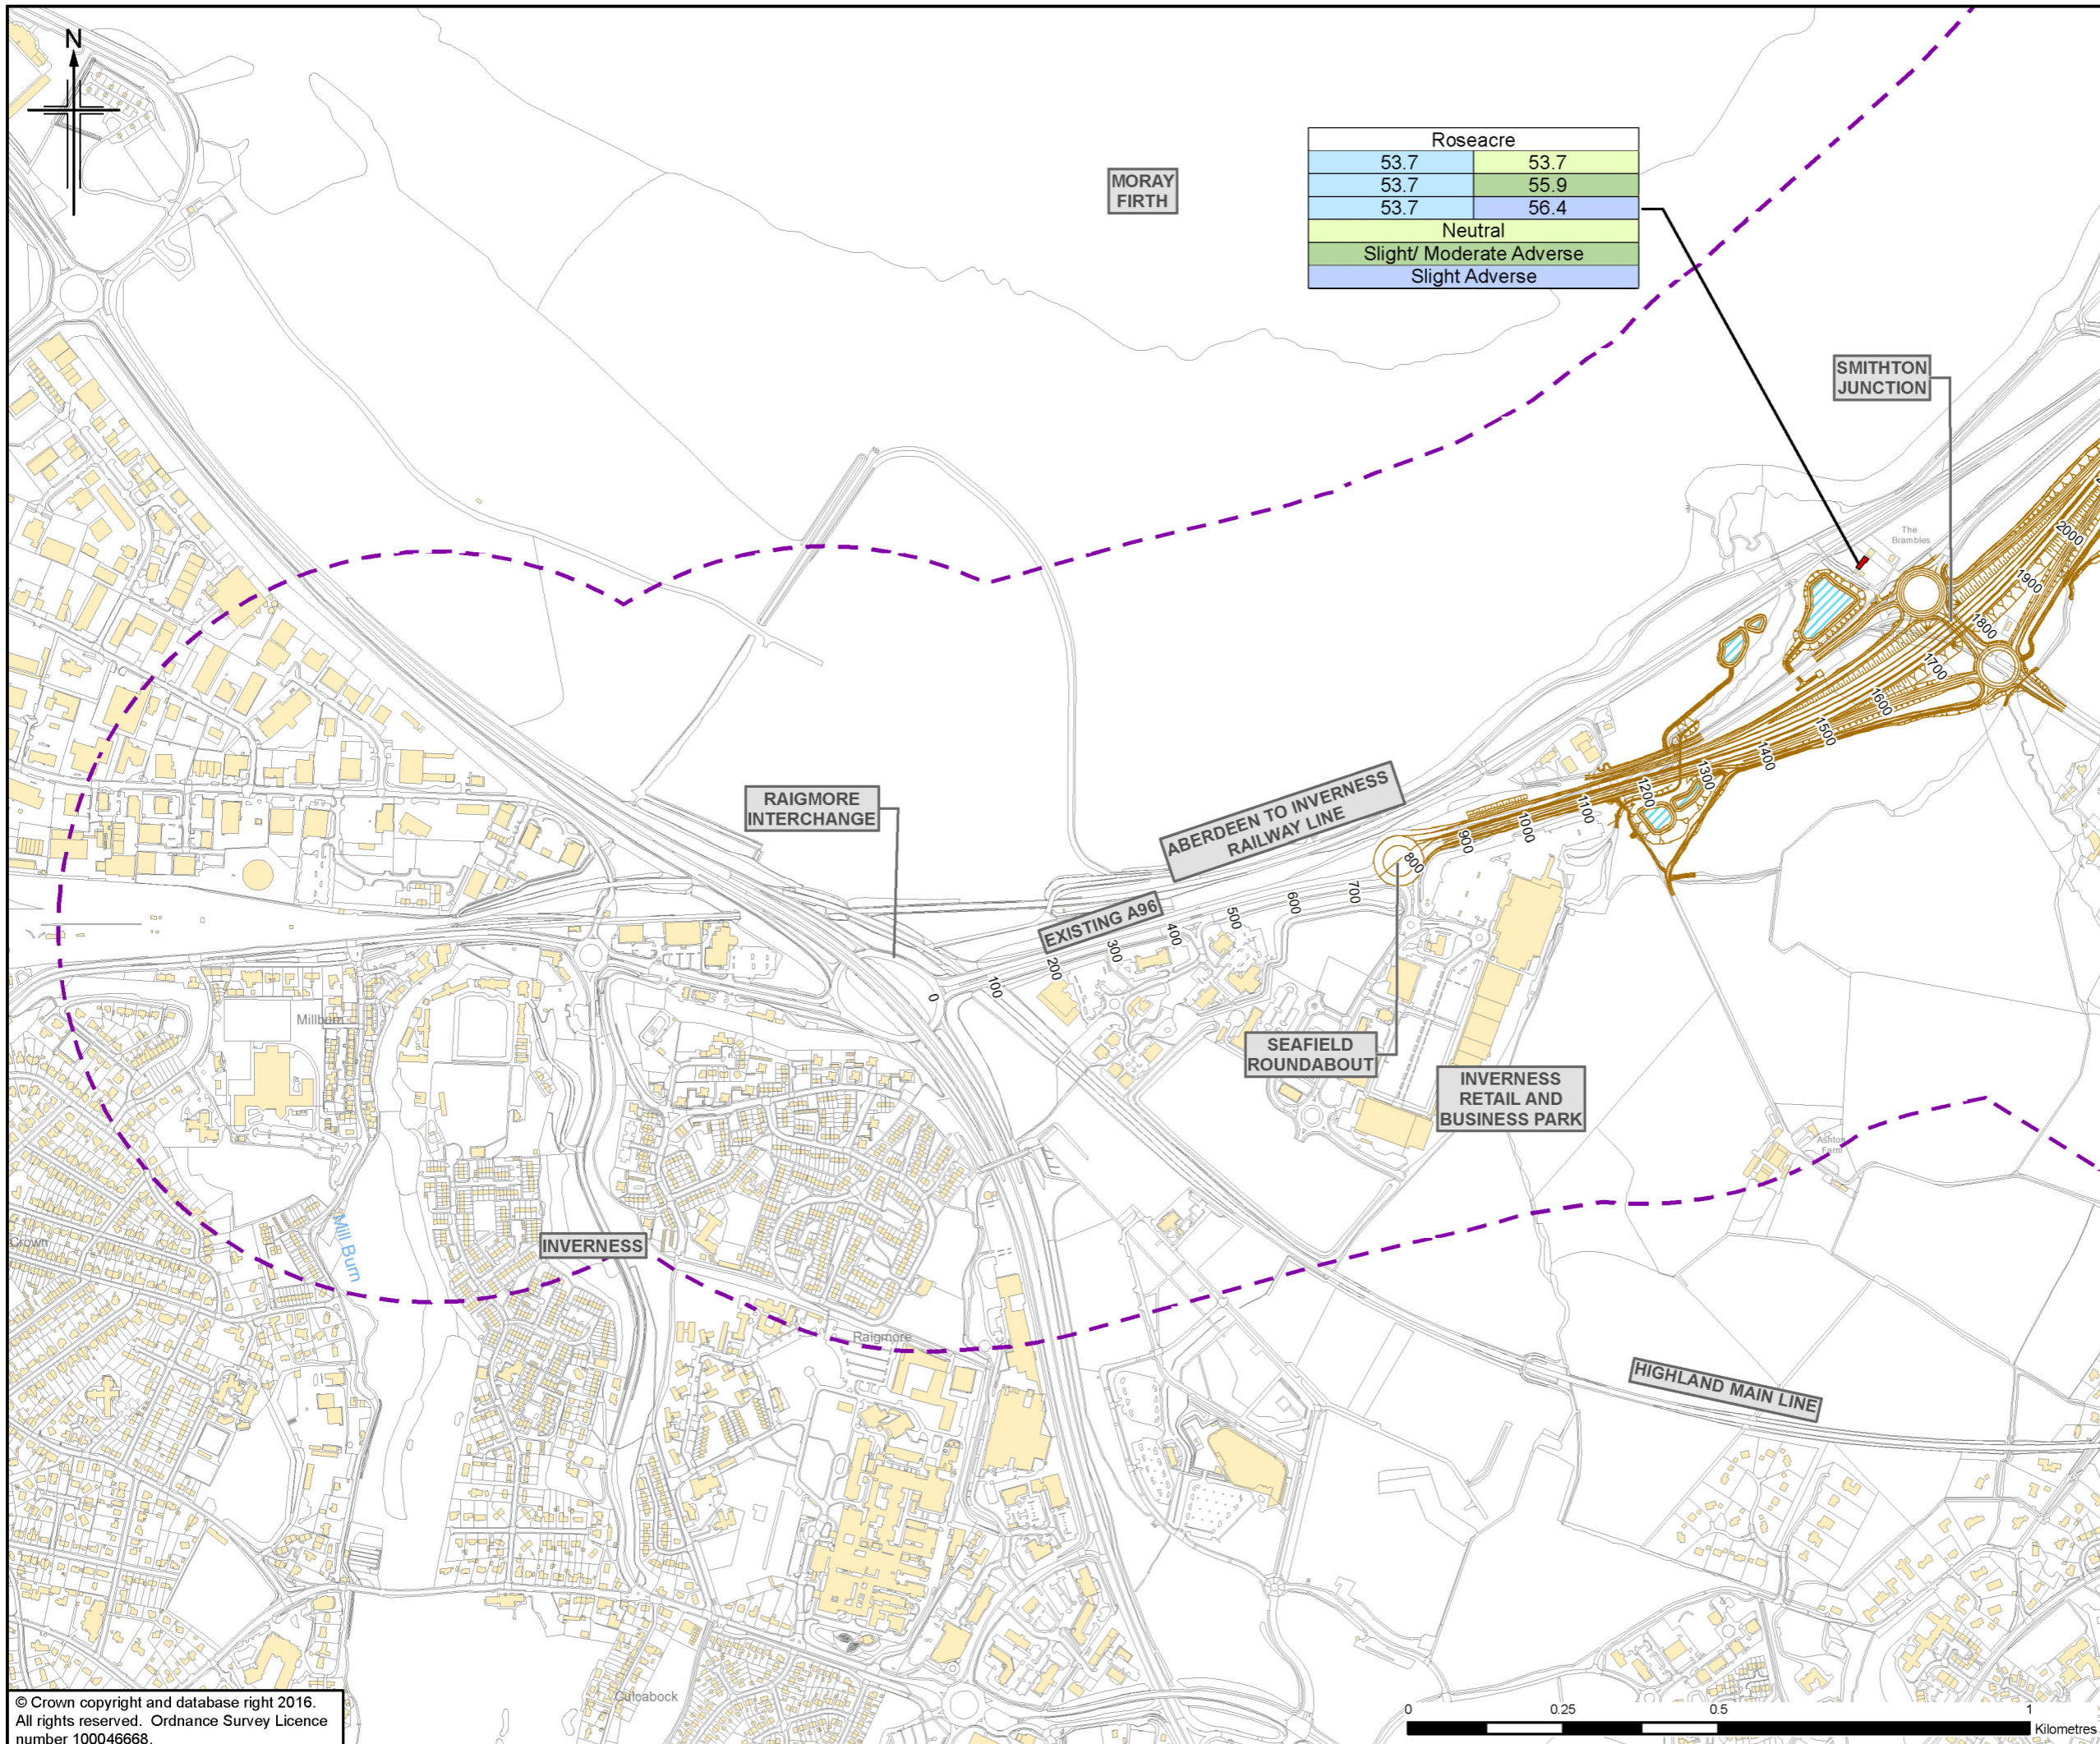 N
MORAY
FIRTH
Roseacre
53.7 53.7
53.7 55.9
53.7 56.4
Neutral
Slight/ Moderate Adverse
Slight Adverse
SMITHTON
JUNCTION
The
Brambles
2000
1900
1800
1700
1600
1500
1400
1300
1200
1100
1000
900
800
700
600
500
400
300
200
100
0
RAIGMORE
INTERCHANGE
ABERDEEN TO INVERNESS
RAILWAY LINE
EXISTING A96
Millburn
SEAFIELD
ROUNDABOUT
INVERNESS
RETAIL AND
BUSINESS PARK
Ashton
Farm
Crown
Mill Burn
INVERNESS
Raigmore
HIGHLAND MAIN LINE
Culcabock
© Crown copyright and database right 2016.
All rights reserved. Ordnance Survey Licence
number 100046668.
0 0.25 0.5 1
Kilometres